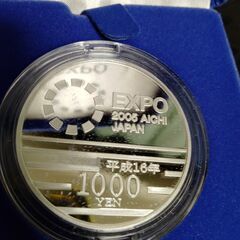 EXPO
2005 AICHI
JAPAN
平成16年
1000
YEN